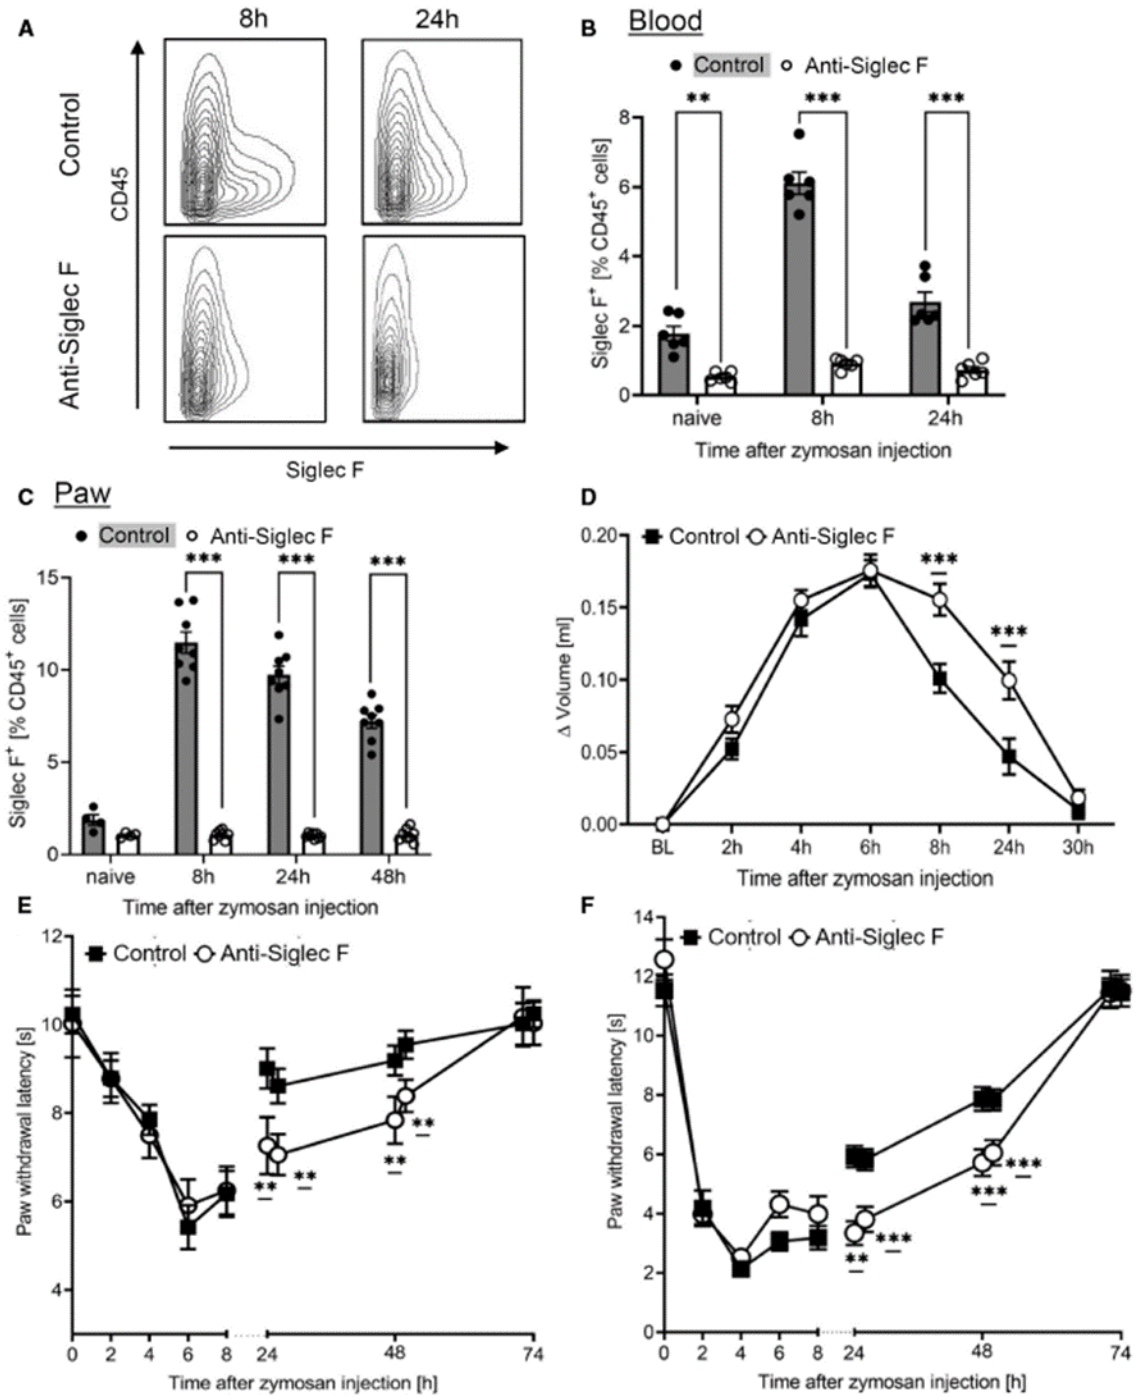 A
8h
24h
Control
Anti-Siglec F
CD45
Siglec F
B
Blood
Control Anti-Siglec F
** *** ***
Siglec F+ [% CD45+ cells]
8
6
4
2
0
naive 8h 24h
Time after zymosan injection
C
Paw
Control Anti-Siglec F
*** *** ***
Siglec F+ [% CD45+ cells]
15
10
5
0
naive 8h 24h 48h
Time after zymosan injection
D
Control Anti-Siglec F
***
***
Δ Volume [ml]
0.20
0.15
0.10
0.05
0.00
BL 2h 4h 6h 8h 24h 30h
Time after zymosan injection
E
Control Anti-Siglec F
Paw withdrawal latency [s]
12
10
8
6
4
**
**
**
**
0 2 4 6 8 24 48 74
Time after zymosan injection [h]
F
Control Anti-Siglec F
Paw withdrawal latency [s]
14
12
10
8
6
4
2
0
**
***
***
***
0 2 4 6 8 24 48 74
Time after zymosan injection [h]